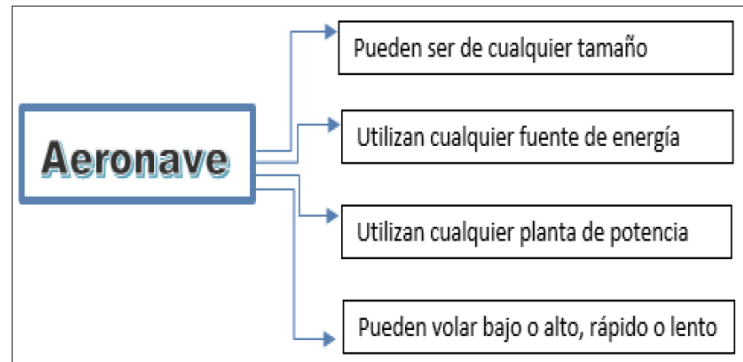 Pueden ser de cualquier tamaño
Aeronave
Utilizan cualquier fuente de energía
Utilizan cualquier planta de potencia
Pueden volar bajo o alto, rápido o lento